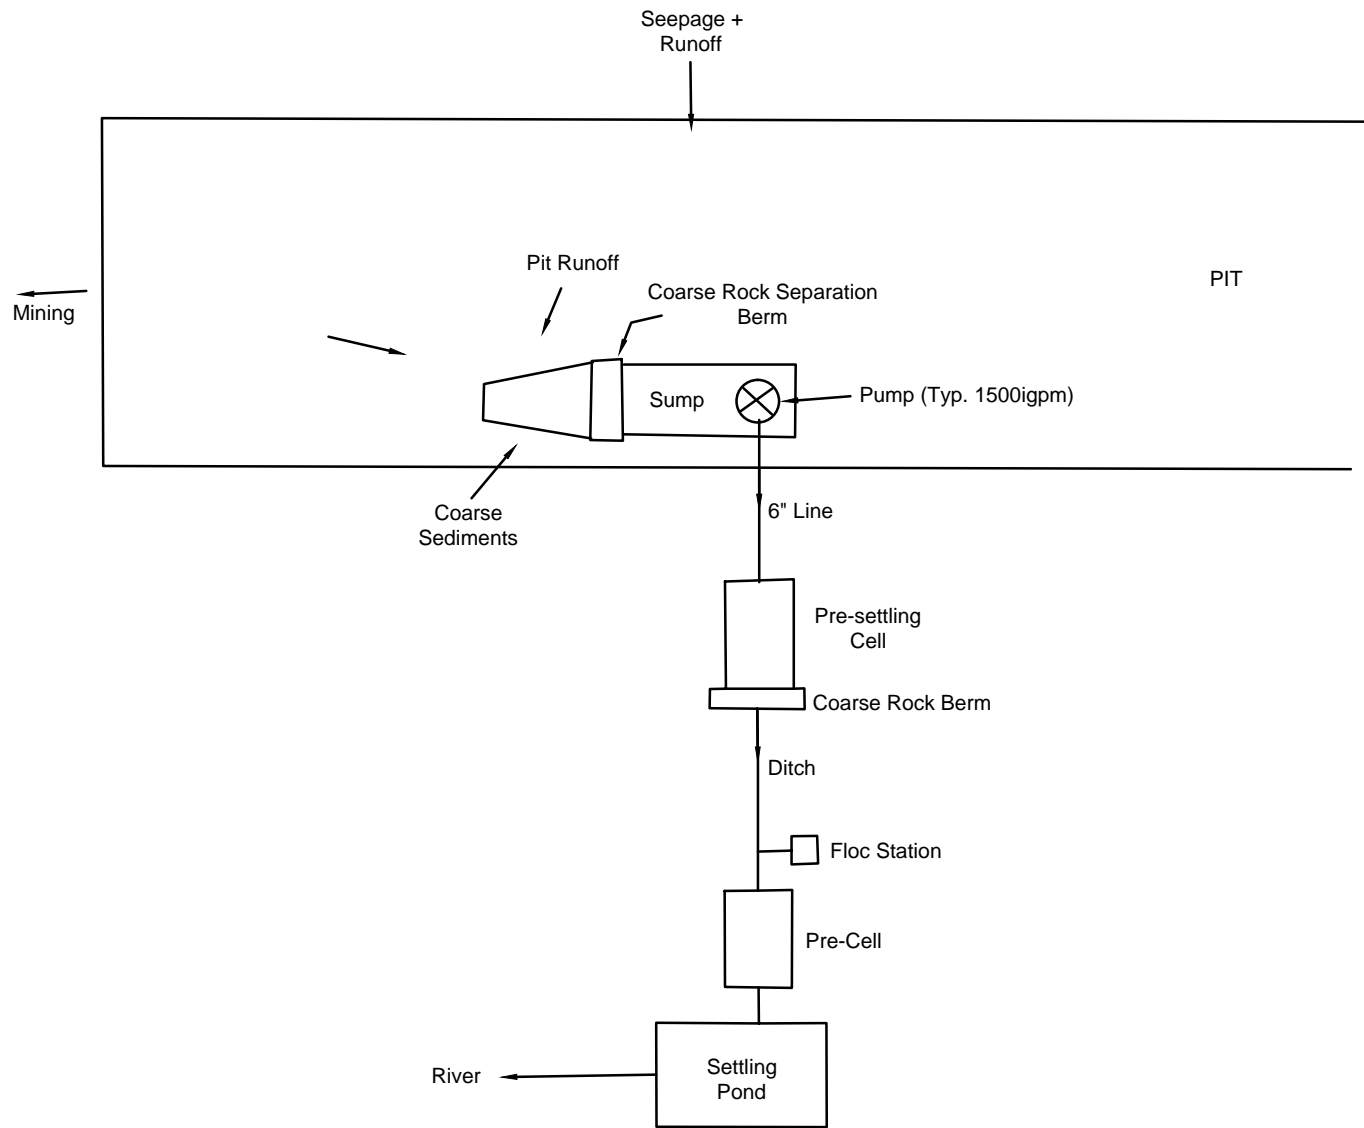 Seepage +
Runoff
Pit Runoff
PIT
Coarse Rock Separation
Berm
Mining
Sump
Pump (Typ. 1500igpm)
Coarse
Sediments
6" Line
Pre-settling
Cell
Coarse Rock Berm
Ditch
Floc Station
Pre-Cell
River
Settling
Pond